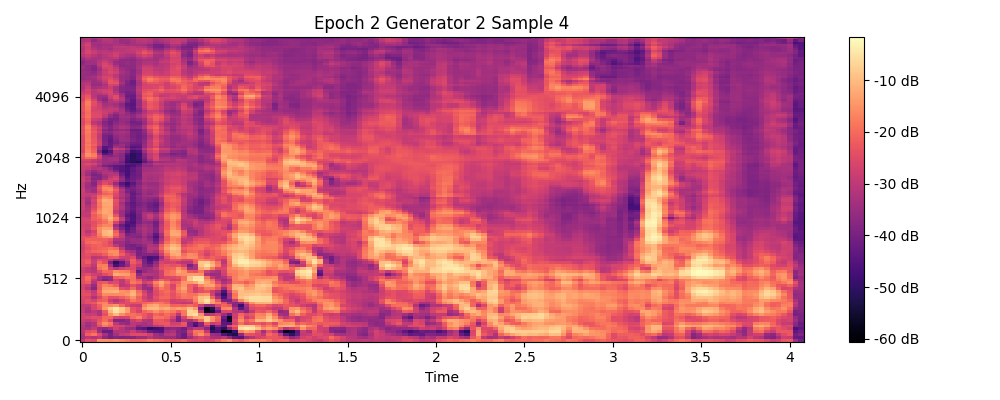 Epoch 2 Generator 2 Sample 4
Hz
4096
2048
1024
512
0
0 0.5 1 1.5 2 2.5 3 3.5 4
Time
-10 dB
-20 dB
-30 dB
-40 dB
-50 dB
-60 dB